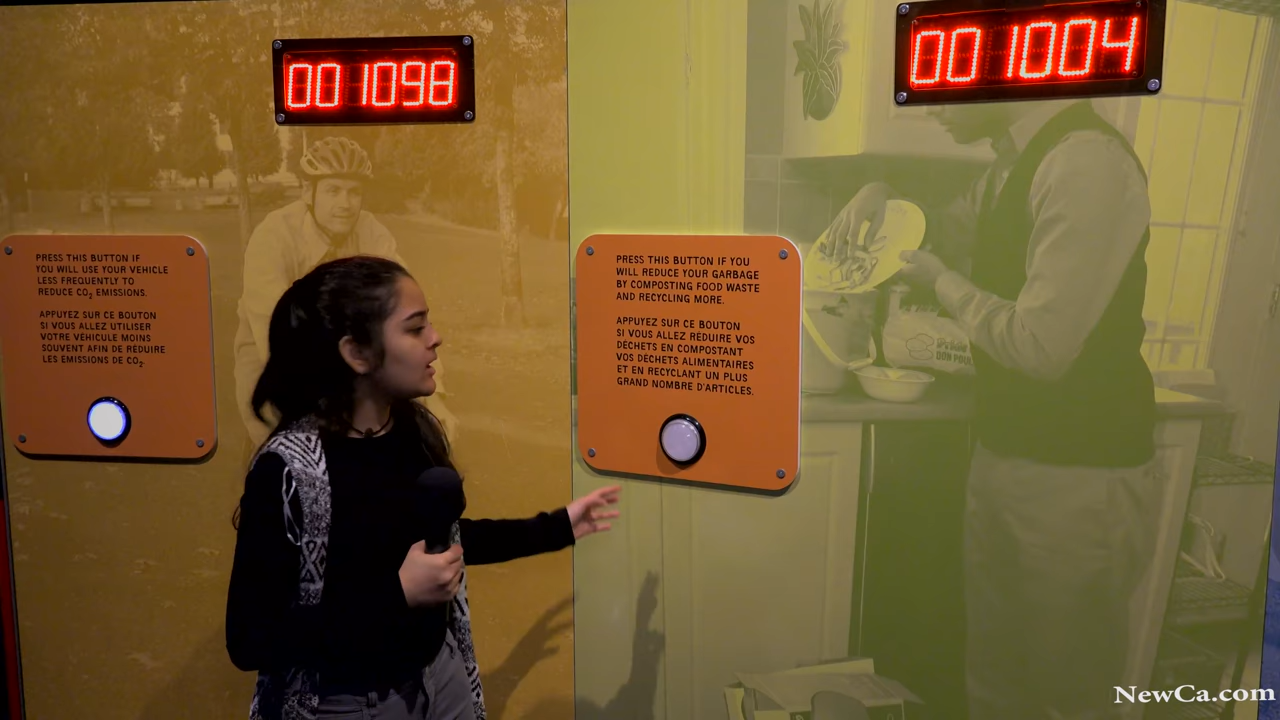 001098
001004
PRESS THIS BUTTON IF
YOU WILL USE YOUR VEHICLE
LESS FREQUENTLY TO
REDUCE CO₂ EMISSIONS.
APPUYEZ SUR CE BOUTON
SI VOUS ALLEZ UTILISER
VOTRE VÉHICULE MOINS
SOUVENT AFIN DE RÉDUIRE
LES ÉMISSIONS DE CO₂
PRESS THIS BUTTON IF YOU
WILL REDUCE YOUR GARBAGE
BY COMPOSTING FOOD WASTE
AND RECYCLING MORE.
APPUYEZ SUR CE BOUTON
SI VOUS ALLEZ RÉDUIRE VOS
DÉCHETS EN COMPOSTANT
VOS DÉCHETS ALIMENTAIRES
ET EN RECYCLANT UN PLUS
GRAND NOMBRE D'ARTICLES.
NewCa.com